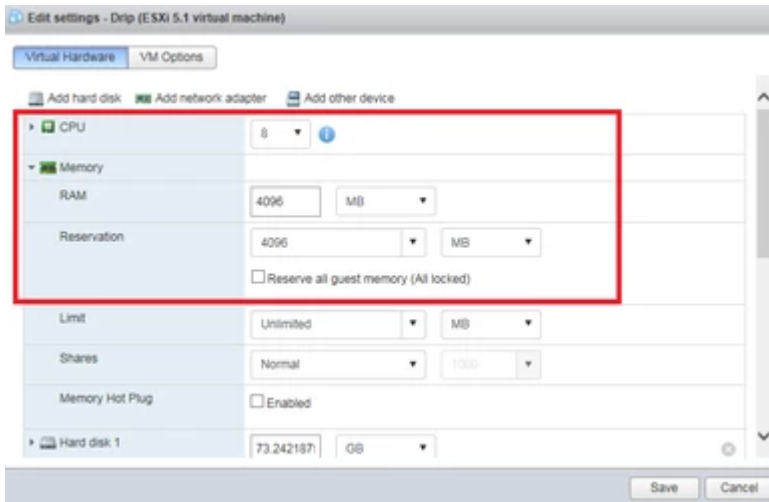 Edit settings - Drip (ESXi 5.1 virtual machine)
Virtual Hardware VM Options
Add hard disk Add network adapter Add other device
CPU 8
Memory
RAM 4096 MB
Reservation 4096 MB
Reserve all guest memory (All locked)
Limit Unlimited MB
Shares Normal 1000
Memory Hot Plug Enabled
Hard disk 1 73.242187 GB
Save Cancel